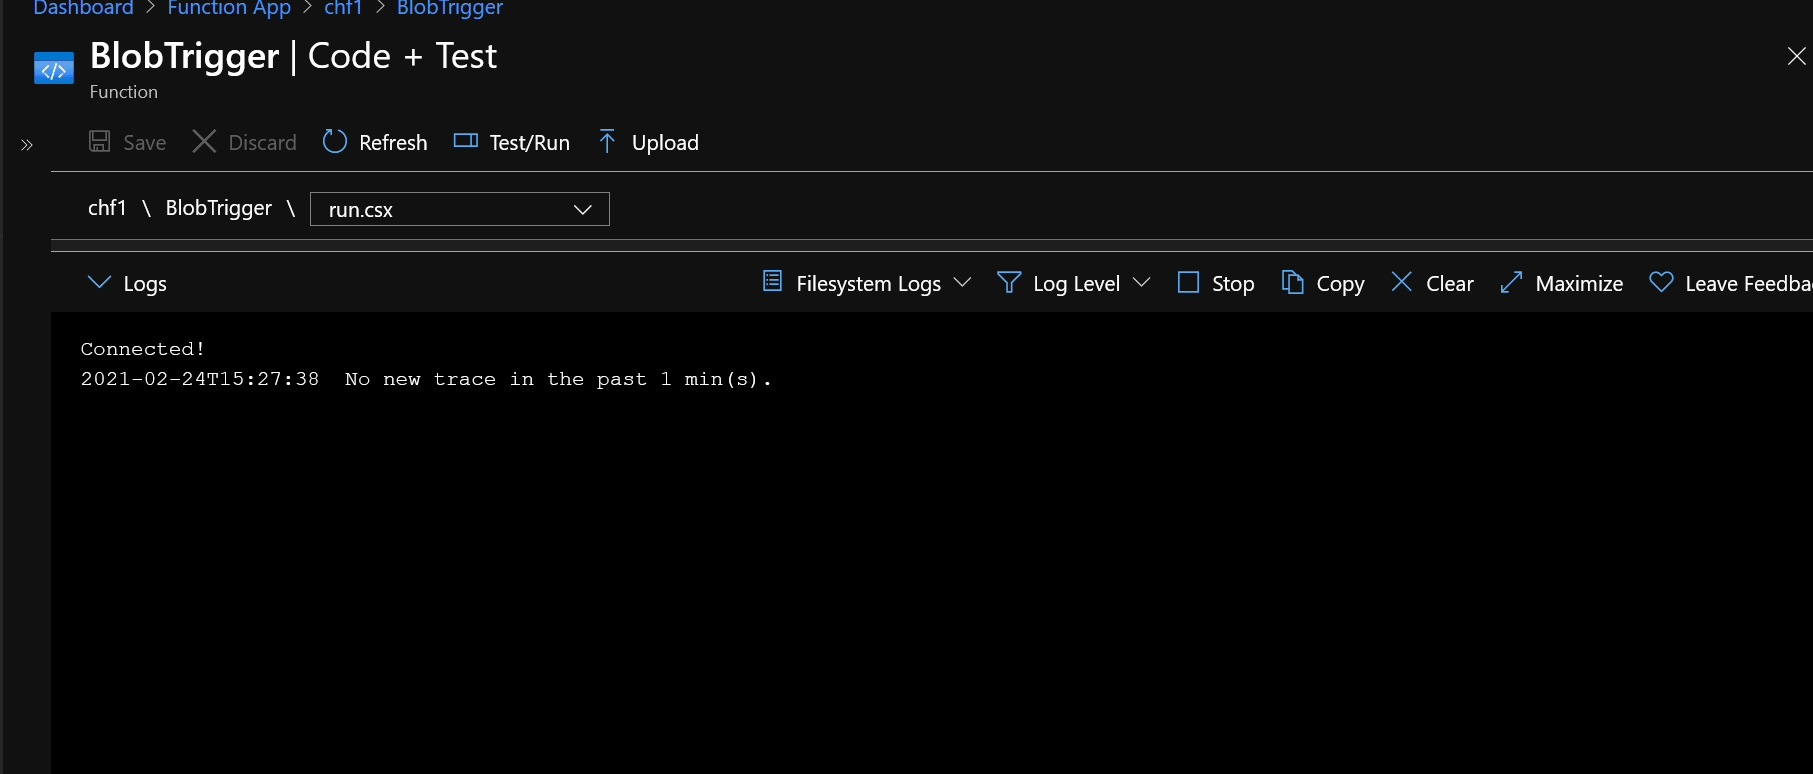 Dashboard > Function App > chf1 > BlobTrigger
BlobTrigger | Code + Test
Function
Save Discard Refresh Test/Run Upload
chf1 \ BlobTrigger \ run.csx
Logs Filesystem Logs Log Level Stop Copy Clear Maximize Leave Feedba
Connected!
2021-02-24T15:27:38 No new trace in the past 1 min(s).